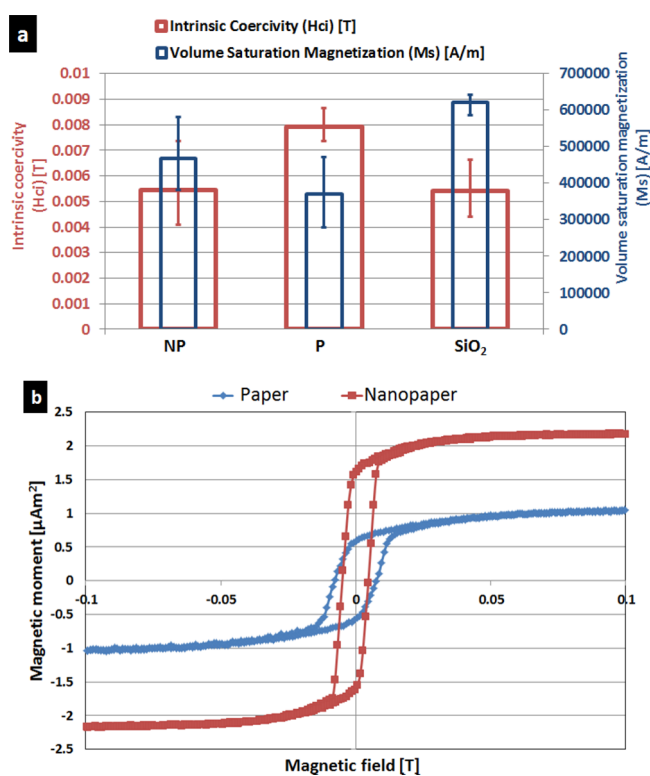 a
Intrinsic Coercivity (Hci) [T]
Volume Saturation Magnetization (Ms) [A/m]
Intrinsic coercivity
(Hci) [T]
0.01
0.009
0.008
0.007
0.006
0.005
0.004
0.003
0.002
0.001
0
700000
600000
500000
400000
300000
200000
100000
0
Volume saturation magnetization
(Ms) [A/m]
NP P SiO₂
b
Paper Nanopaper
Magnetic moment [µAm²]
2.5
2
1.5
1
0.5
0
-0.5
-1
-1.5
-2
-2.5
-0.1 -0.05 0 0.05 0.1
Magnetic field [T]